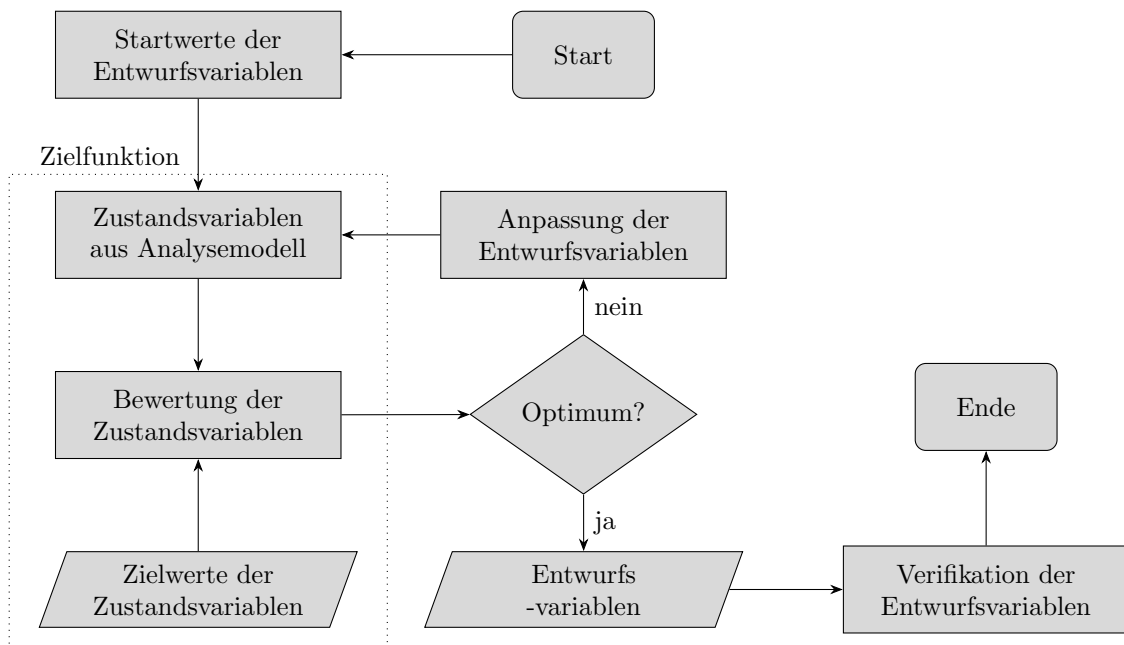 Startwerte der
Entwurfsvariablen
Start
Zielfunktion
Zustandsvariablen
aus Analysemodell
Anpassung der
Entwurfsvariablen
nein
Bewertung der
Zustandsvariablen
Optimum?
Ende
ja
Zielwerte der
Zustandsvariablen
Entwurfs
-variablen
Verifikation der
Entwurfsvariablen